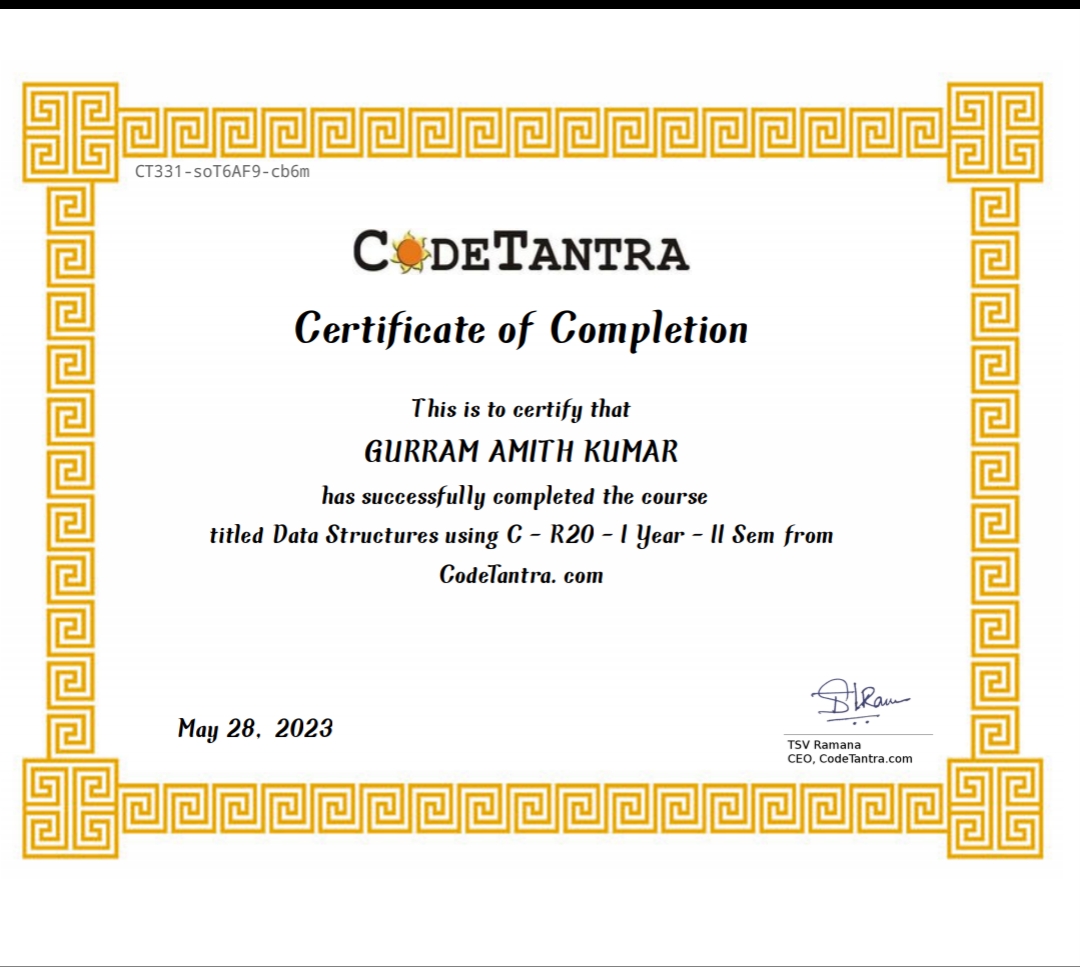 CT331-soT6AF9-cb6m
CODETANTRA
Certificate of Completion
This is to certify that
GURRAM AMITH KUMAR
has successfully completed the course
titled Data Structures using C - R20 - I Year - II Sem from
CodeTantra. com
May 28, 2023
TSV Ramana
CEO, CodeTantra.com